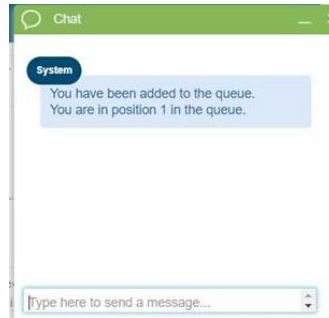 Chat
System
You have been added to the queue.
You are in position 1 in the queue.
Type here to send a message...